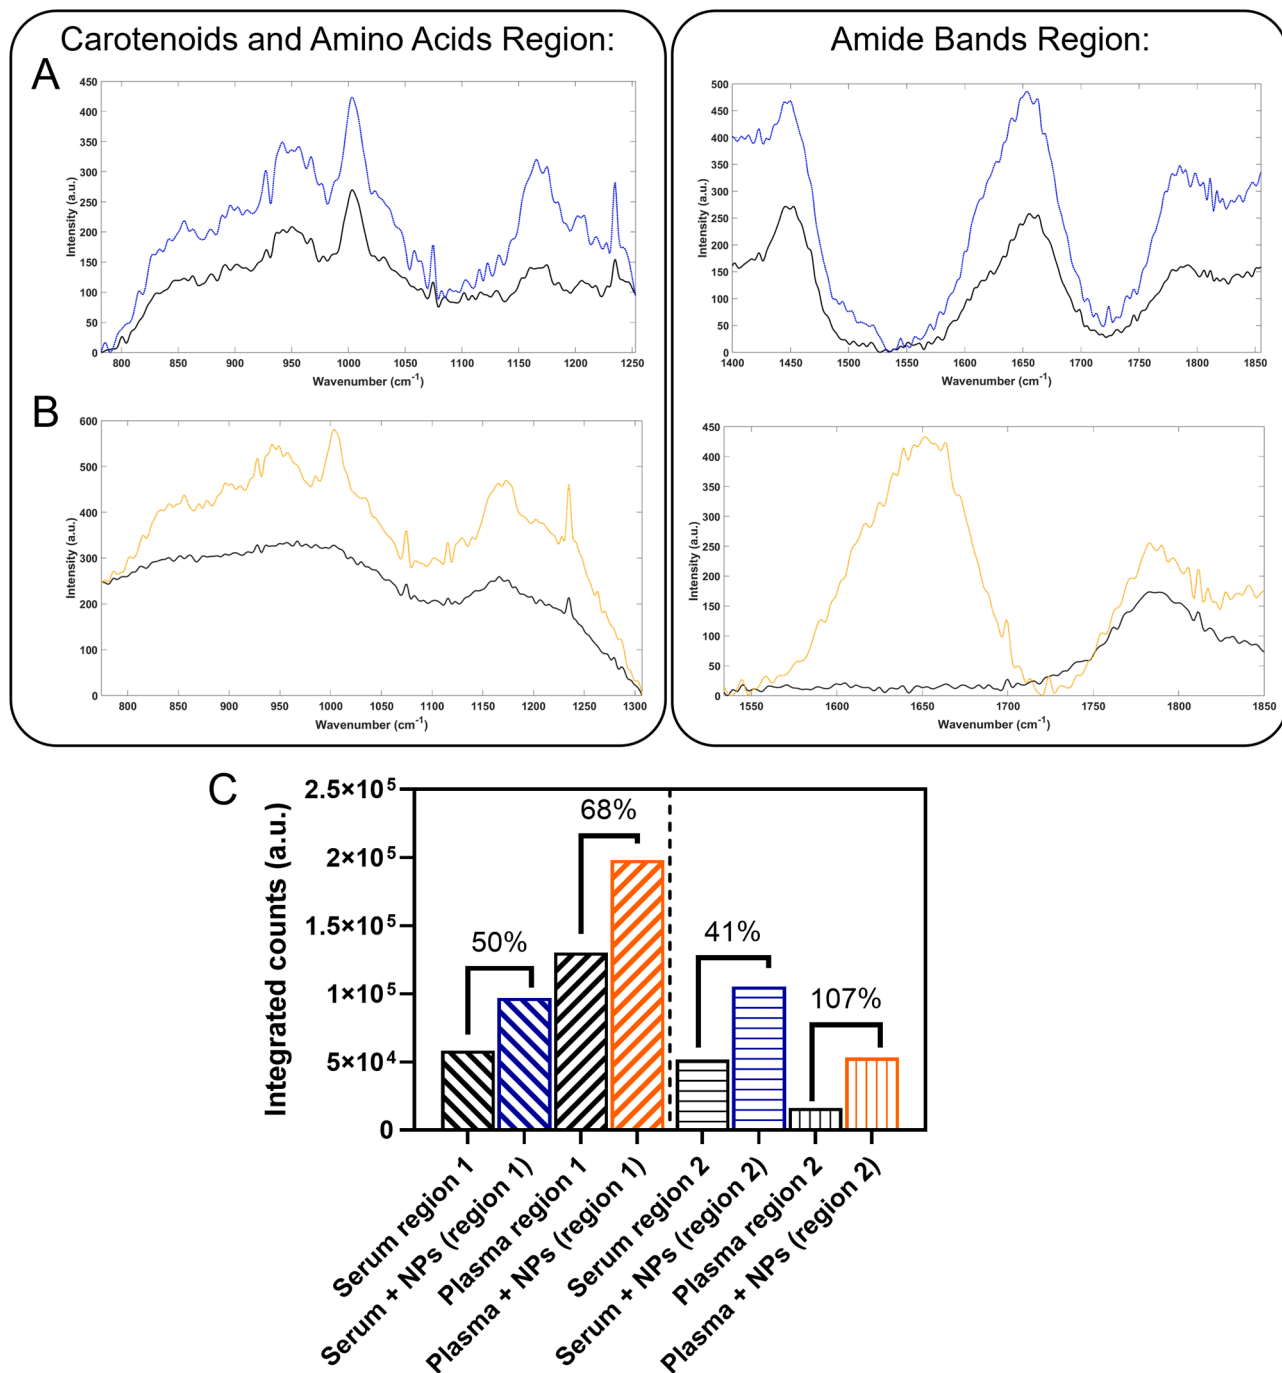 Carotenoids and Amino Acids Region:
Amide Bands Region:
A
450
400
350
300
250
200
150
100
50
0
Intensity (a.u.)
800 850 900 950 1000 1050 1100 1150 1200 1250
Wavenumber (cm⁻¹)
500
450
400
350
300
250
200
150
100
50
0
Intensity (a.u.)
1400 1450 1500 1550 1600 1650 1700 1750 1800 1850
Wavenumber (cm⁻¹)
B
600
500
400
300
200
100
0
Intensity (a.u.)
800 850 900 950 1000 1050 1100 1150 1200 1250 1300
Wavenumber (cm⁻¹)
450
400
350
300
250
200
150
100
50
0
Intensity (a.u.)
1550 1600 1650 1700 1750 1800 1850
Wavenumber (cm⁻¹)
C
Integrated counts (a.u.)
2.5×10⁵
2×10⁵
1.5×10⁵
1×10⁵
5×10⁴
0
50%
68%
41%
107%
Serum region 1
Serum + NPs (region 1)
Plasma region 1
Plasma + NPs (region 1)
Serum region 2
Serum + NPs (region 2)
Plasma region 2
Plasma + NPs (region 2)